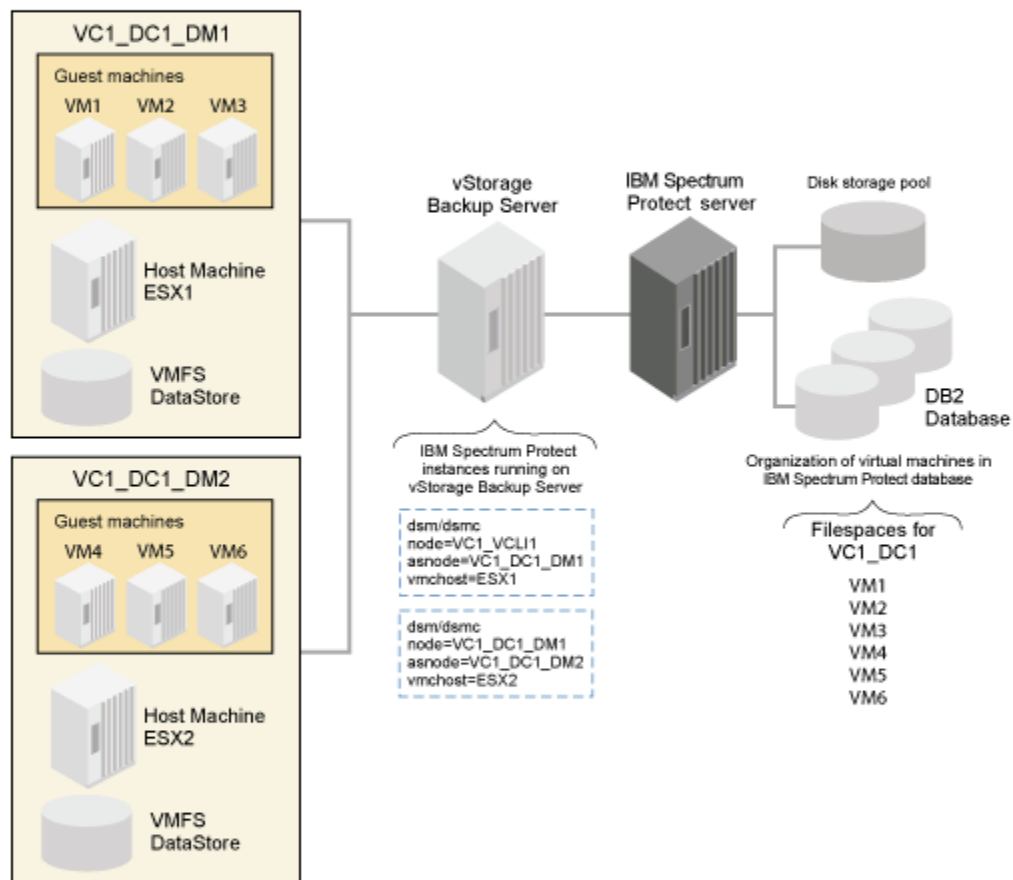 VC1_DC1_DM1
Guest machines
VM1 VM2 VM3
Host Machine
ESX1
VMFS
DataStore
VC1_DC1_DM2
Guest machines
VM4 VM5 VM6
Host Machine
ESX2
VMFS
DataStore
vStorage
Backup Server
IBM Spectrum Protect
instances running on
vStorage Backup Server
dsm/dsmc
node=VC1_VCLI1
asnode=VC1_DC1_DM1
vmchost=ESX1
dsm/dsmc
node=VC1_DC1_DM1
asnode=VC1_DC1_DM2
vmchost=ESX2
IBM Spectrum
Protect server
Disk storage pool
DB2
Database
Organization of virtual machines in
IBM Spectrum Protect database
Filespaces for
VC1_DC1
VM1
VM2
VM3
VM4
VM5
VM6